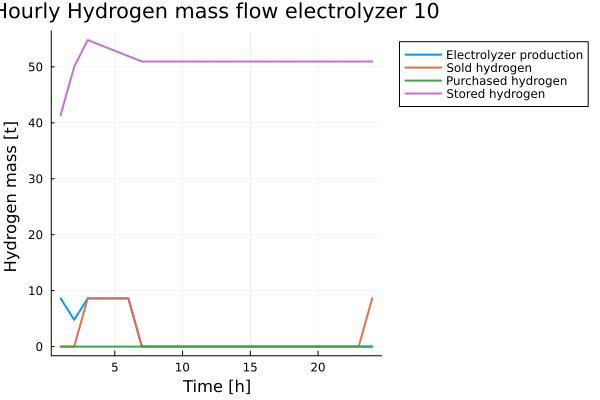 Hourly Hydrogen mass flow electrolyzer 10
Electrolyzer production
Sold hydrogen
Purchased hydrogen
Stored hydrogen
Hydrogen mass [t]
50
40
30
20
10
0
5
10
15
20
Time [h]